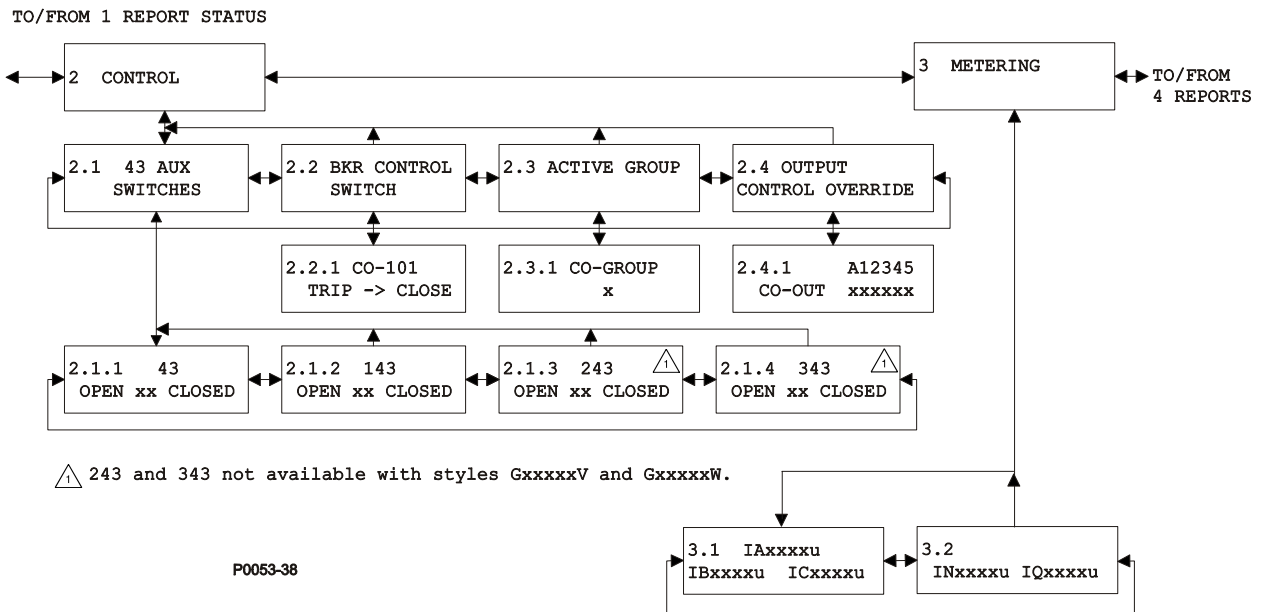 TO/FROM 1 REPORT STATUS
2 CONTROL
3 METERING
TO/FROM
4 REPORTS
2.1 43 AUX
SWITCHES
2.2 BKR CONTROL
SWITCH
2.3 ACTIVE GROUP
2.4 OUTPUT
CONTROL OVERRIDE
2.2.1 CO-101
TRIP -> CLOSE
2.3.1 CO-GROUP
x
2.4.1 A12345
CO-OUT xxxxxx
2.1.1 43
OPEN xx CLOSED
2.1.2 143
OPEN xx CLOSED
2.1.3 243 1
OPEN xx CLOSED
2.1.4 343 1
OPEN xx CLOSED
1 243 and 343 not available with styles GxxxxxV and GxxxxxW.
3.1 IAxxxxu
IBxxxxu ICxxxxu
3.2
INxxxxu IQxxxxu
P0053-38